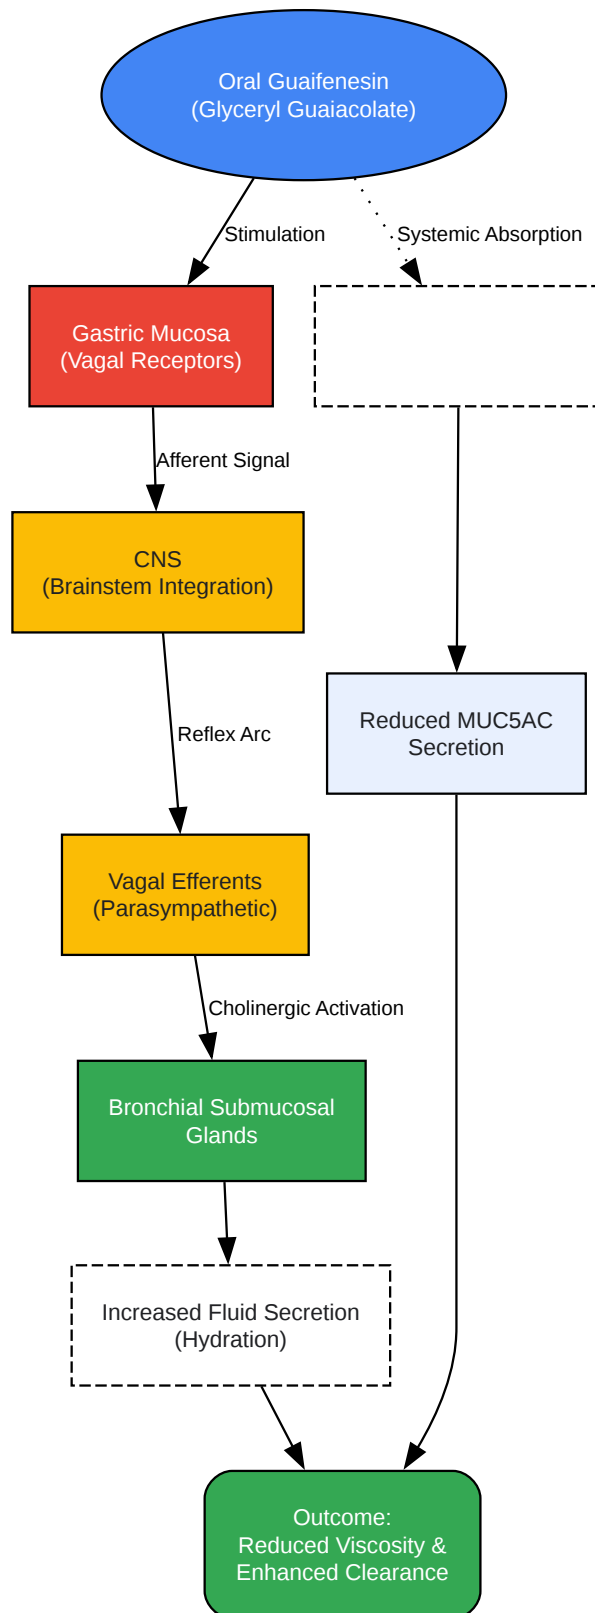 Oral Guaifenesin
(Glyceryl Guaiacolate)
Stimulation
Systemic Absorption
Gastric Mucosa
(Vagal Receptors)
Afferent Signal
CNS
(Brainstem Integration)
Reflex Arc
Reduced MUC5AC
Secretion
Vagal Efferents
(Parasympathetic)
Cholinergic Activation
Bronchial Submucosal
Glands
Increased Fluid Secretion
(Hydration)
Outcome:
Reduced Viscosity &
Enhanced Clearance